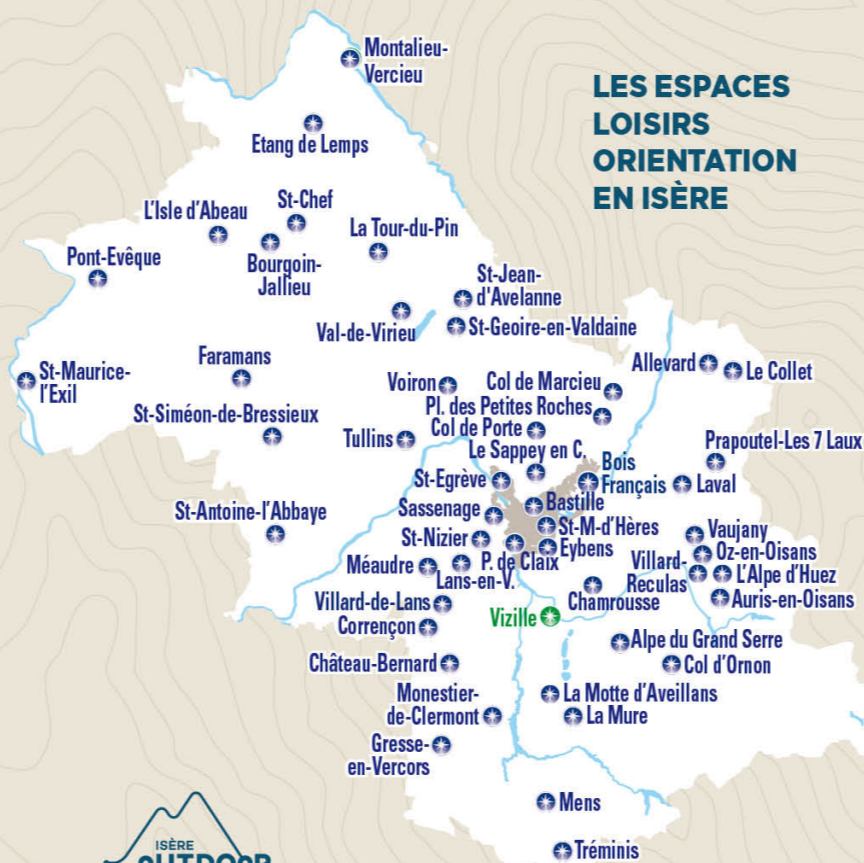 Montalieu-
Vercieu
LES ESPACES
LOISIRS
ORIENTATION
EN ISÈRE
Etang de Lemps
St-Chef
L'Isle d'Abeau
La Tour-du-Pin
Pont-Evêque
Bourgoin-
Jallieu
St-Jean-
d'Avelanne
Val-de-Virieu
St-Geoire-en-Valdaine
Faramans
St-Maurice-
l'Exil
Allevard
Le Collet
Voiron
Col de Marcieu
St-Siméon-de-Bressieux
Pl. des Petites Roches
Col de Porte
Tullins
Le Sappey en C.
Prapoutel-Les 7 Laux
Bois
Français
St-Egrève
Laval
Bastille
Sassenage
St-Antoine-l'Abbaye
St-M-d'Hères
St-Nizier
Eybens
Vaujany
Oz-en-Oisans
P. de Claix
Méaudre
Lans-en-V.
Villard-
Reculas
L'Alpe d'Huez
Chamrousse
Auris-en-Oisans
Villard-de-Lans
Vizille
Corrençon
Alpe du Grand Serre
Château-Bernard
Col d'Ornon
Monestier-
de-Clermont
La Motte d'Aveillans
La Mure
Gresse-
en-Vercors
Mens
Tréminis
ISÈRE
OUTDOOR